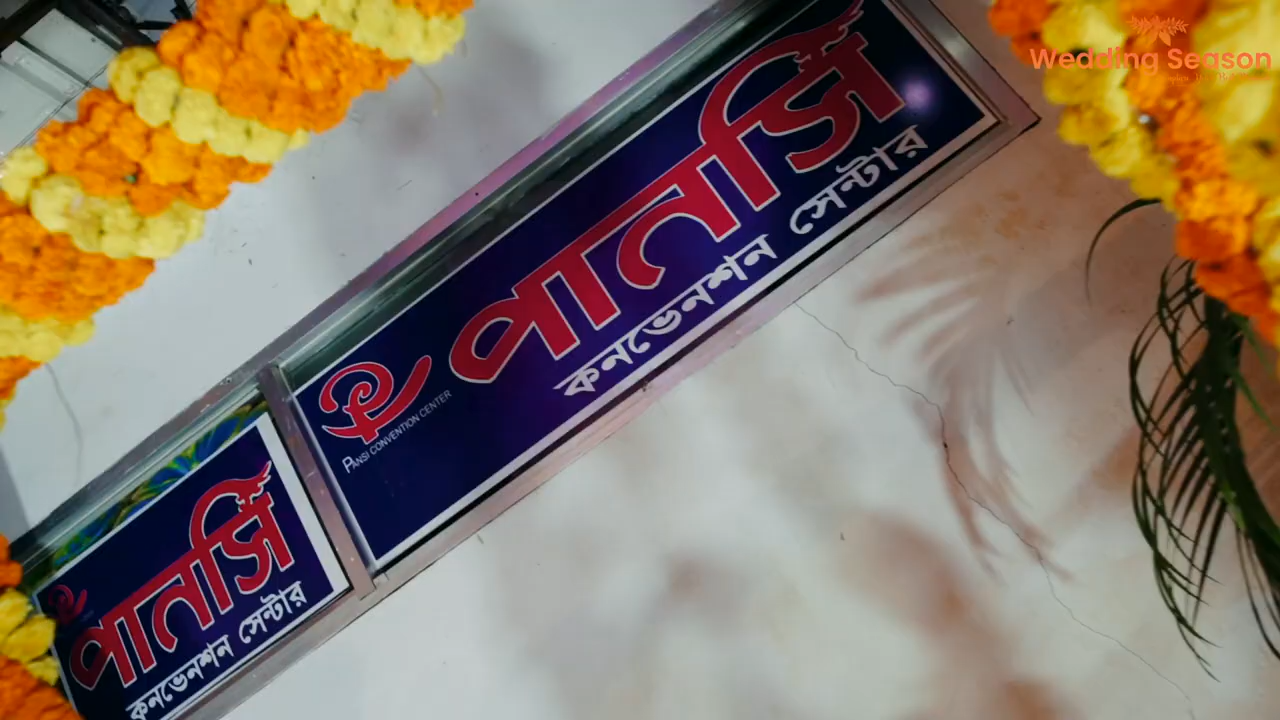 Wedding Season
পানসি
কনভেনশন সেন্টার
PANSI CONVENTION CENTER
পানসি
কনভেনশন সেন্টার